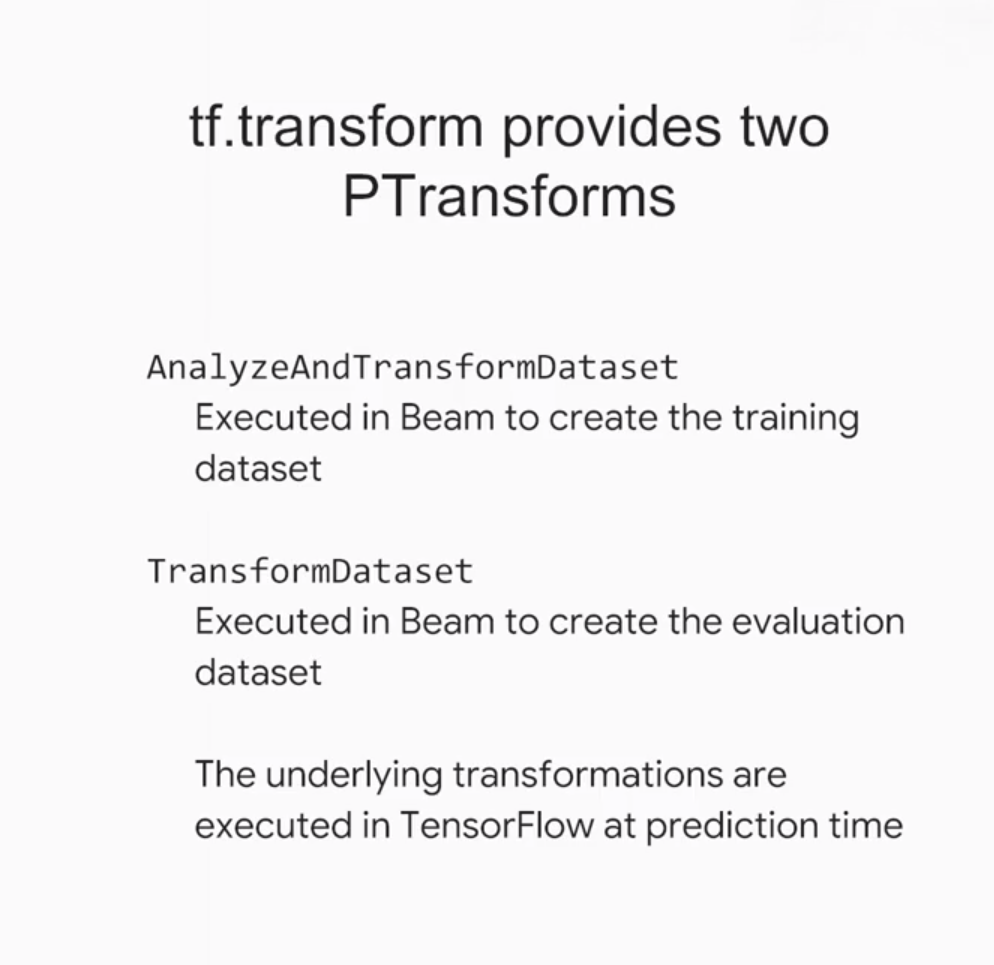 tf.transform provides two
PTransforms
AnalyzeAndTransformDataset
Executed in Beam to create the training
dataset
TransformDataset
Executed in Beam to create the evaluation
dataset
The underlying transformations are
executed in TensorFlow at prediction time